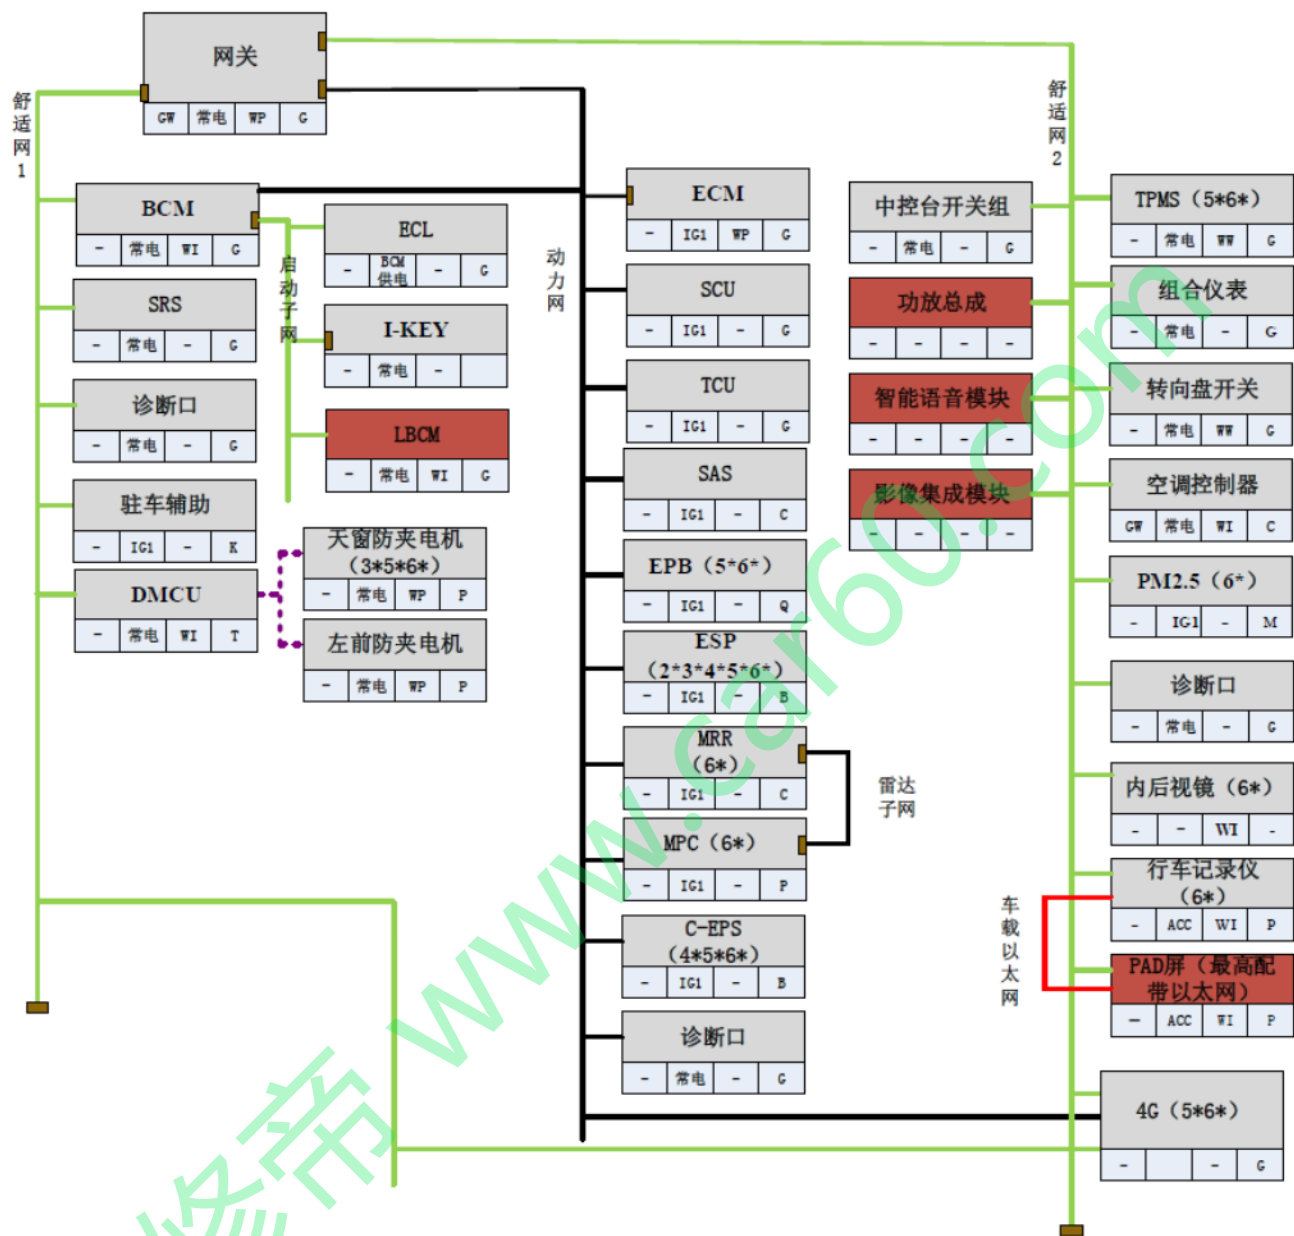 网关
GW 常电 WP G
舒适网1
BCM
- 常电 WI G
SRS
- 常电 - G
诊断口
- 常电 - G
驻车辅助
- IG1 - K
DMCU
- 常电 WI T
启动子网
ECL
- BCM供电 - G
I-KEY
- 常电 -
LBCM
- 常电 WI G
天窗防夹电机
(3*5*6*)
- 常电 WP P
左前防夹电机
- 常电 WP P
动力网
ECM
- IG1 WP G
SCU
- IG1 - G
TCU
- IG1 - G
SAS
- IG1 - C
EPB（5*6*）
- IG1 - Q
ESP
（2*3*4*5*6*）
- IG1 - B
MRR
（6*）
- IG1 - C
MPC（6*）
- IG1 - P
C-EPS
（4*5*6*）
- IG1 - B
诊断口
- 常电 - G
雷达
子网
舒适网2
中控台开关组
- 常电 - G
功放总成
- - - -
智能语音模块
- - - -
影像集成模块
- - - -
TPMS（5*6*）
- 常电 WW G
组合仪表
- 常电 - G
转向盘开关
- 常电 WW G
空调控制器
GW 常电 WI C
PM2.5（6*）
- IG1 - M
诊断口
- 常电 - G
内后视镜（6*）
- - WI -
行车记录仪
（6*）
- ACC WI P
车载以太网
PAD屏（最高配
带以太网）
— ACC WI P
4G（5*6*）
- - G
修帝 www.car60.com